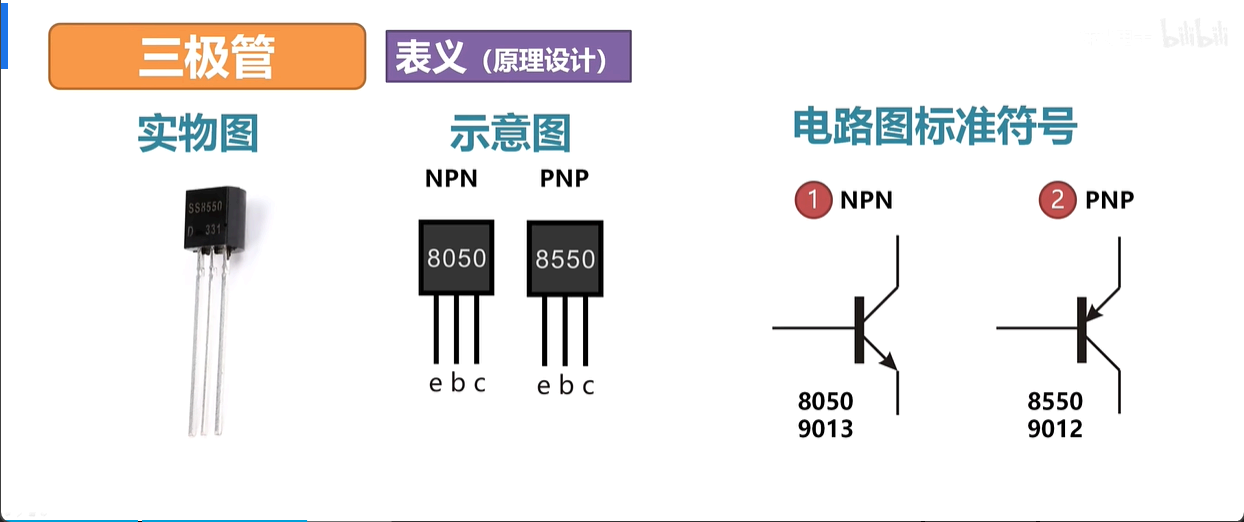 三极管
表义（原理设计）
bilibili
实物图
示意图
电路图标准符号
NPN
PNP
1 NPN
2 PNP
SS8550
D 331
8050
8550
e b c
e b c
8050
9013
8550
9012